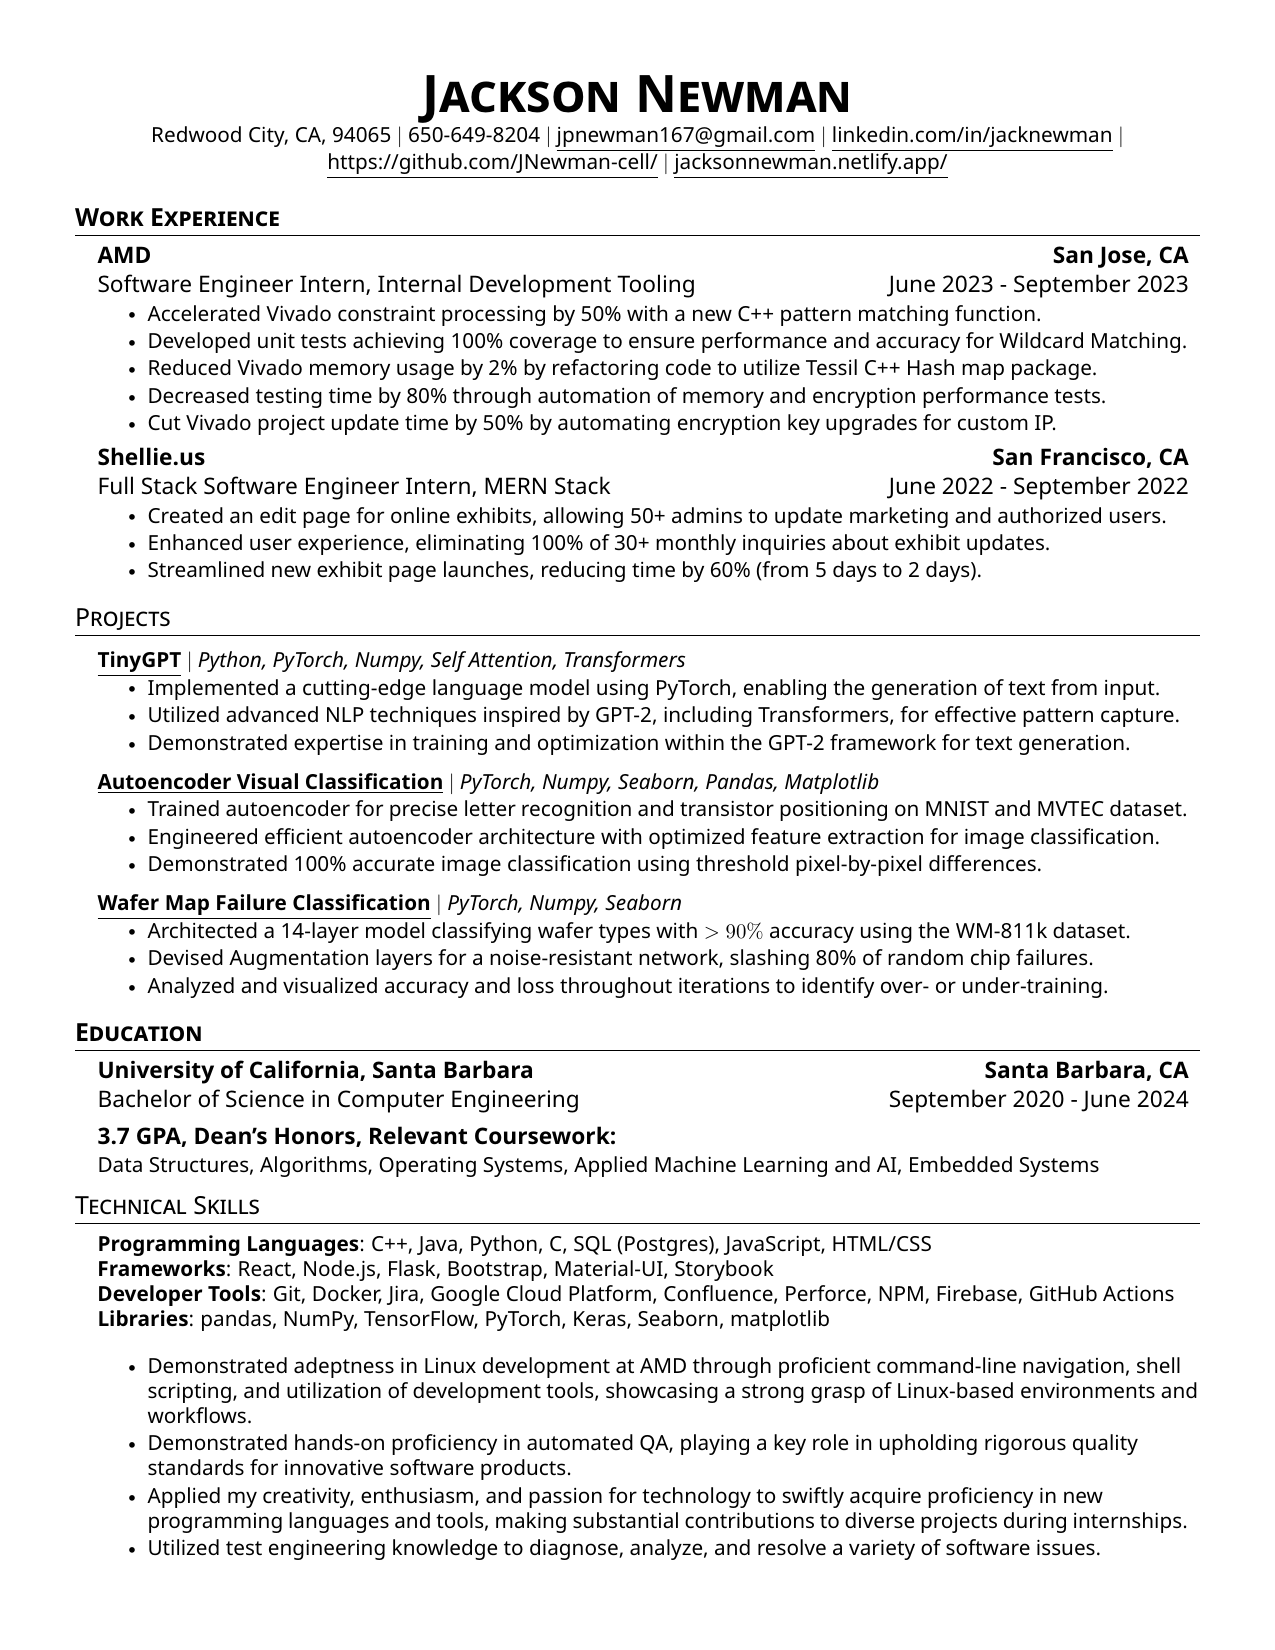 Jackson Newman
Redwood City, CA, 94065 | 650-649-8204 | jpnewman167@gmail.com | linkedin.com/in/jacknewman |
https://github.com/JNewman-cell/ | jacksonnewman.netlify.app/
Work Experience
AMD San Jose, CA
Software Engineer Intern, Internal Development Tooling June 2023 - September 2023
• Accelerated Vivado constraint processing by 50% with a new C++ pattern matching function.
• Developed unit tests achieving 100% coverage to ensure performance and accuracy for Wildcard Matching.
• Reduced Vivado memory usage by 2% by refactoring code to utilize Tessil C++ Hash map package.
• Decreased testing time by 80% through automation of memory and encryption performance tests.
• Cut Vivado project update time by 50% by automating encryption key upgrades for custom IP.
Shellie.us San Francisco, CA
Full Stack Software Engineer Intern, MERN Stack June 2022 - September 2022
• Created an edit page for online exhibits, allowing 50+ admins to update marketing and authorized users.
• Enhanced user experience, eliminating 100% of 30+ monthly inquiries about exhibit updates.
• Streamlined new exhibit page launches, reducing time by 60% (from 5 days to 2 days).
Projects
TinyGPT | Python, PyTorch, Numpy, Self Attention, Transformers
• Implemented a cutting-edge language model using PyTorch, enabling the generation of text from input.
• Utilized advanced NLP techniques inspired by GPT-2, including Transformers, for effective pattern capture.
• Demonstrated expertise in training and optimization within the GPT-2 framework for text generation.
Autoencoder Visual Classification | PyTorch, Numpy, Seaborn, Pandas, Matplotlib
• Trained autoencoder for precise letter recognition and transistor positioning on MNIST and MVTEC dataset.
• Engineered efficient autoencoder architecture with optimized feature extraction for image classification.
• Demonstrated 100% accurate image classification using threshold pixel-by-pixel differences.
Wafer Map Failure Classification | PyTorch, Numpy, Seaborn
• Architected a 14-layer model classifying wafer types with > 90% accuracy using the WM-811k dataset.
• Devised Augmentation layers for a noise-resistant network, slashing 80% of random chip failures.
• Analyzed and visualized accuracy and loss throughout iterations to identify over- or under-training.
Education
University of California, Santa Barbara Santa Barbara, CA
Bachelor of Science in Computer Engineering September 2020 - June 2024
3.7 GPA, Dean’s Honors, Relevant Coursework:
Data Structures, Algorithms, Operating Systems, Applied Machine Learning and AI, Embedded Systems
Technical Skills
Programming Languages: C++, Java, Python, C, SQL (Postgres), JavaScript, HTML/CSS
Frameworks: React, Node.js, Flask, Bootstrap, Material-UI, Storybook
Developer Tools: Git, Docker, Jira, Google Cloud Platform, Confluence, Perforce, NPM, Firebase, GitHub Actions
Libraries: pandas, NumPy, TensorFlow, PyTorch, Keras, Seaborn, matplotlib
• Demonstrated adeptness in Linux development at AMD through proficient command-line navigation, shell
scripting, and utilization of development tools, showcasing a strong grasp of Linux-based environments and
workflows.
• Demonstrated hands-on proficiency in automated QA, playing a key role in upholding rigorous quality
standards for innovative software products.
• Applied my creativity, enthusiasm, and passion for technology to swiftly acquire proficiency in new
programming languages and tools, making substantial contributions to diverse projects during internships.
• Utilized test engineering knowledge to diagnose, analyze, and resolve a variety of software issues.